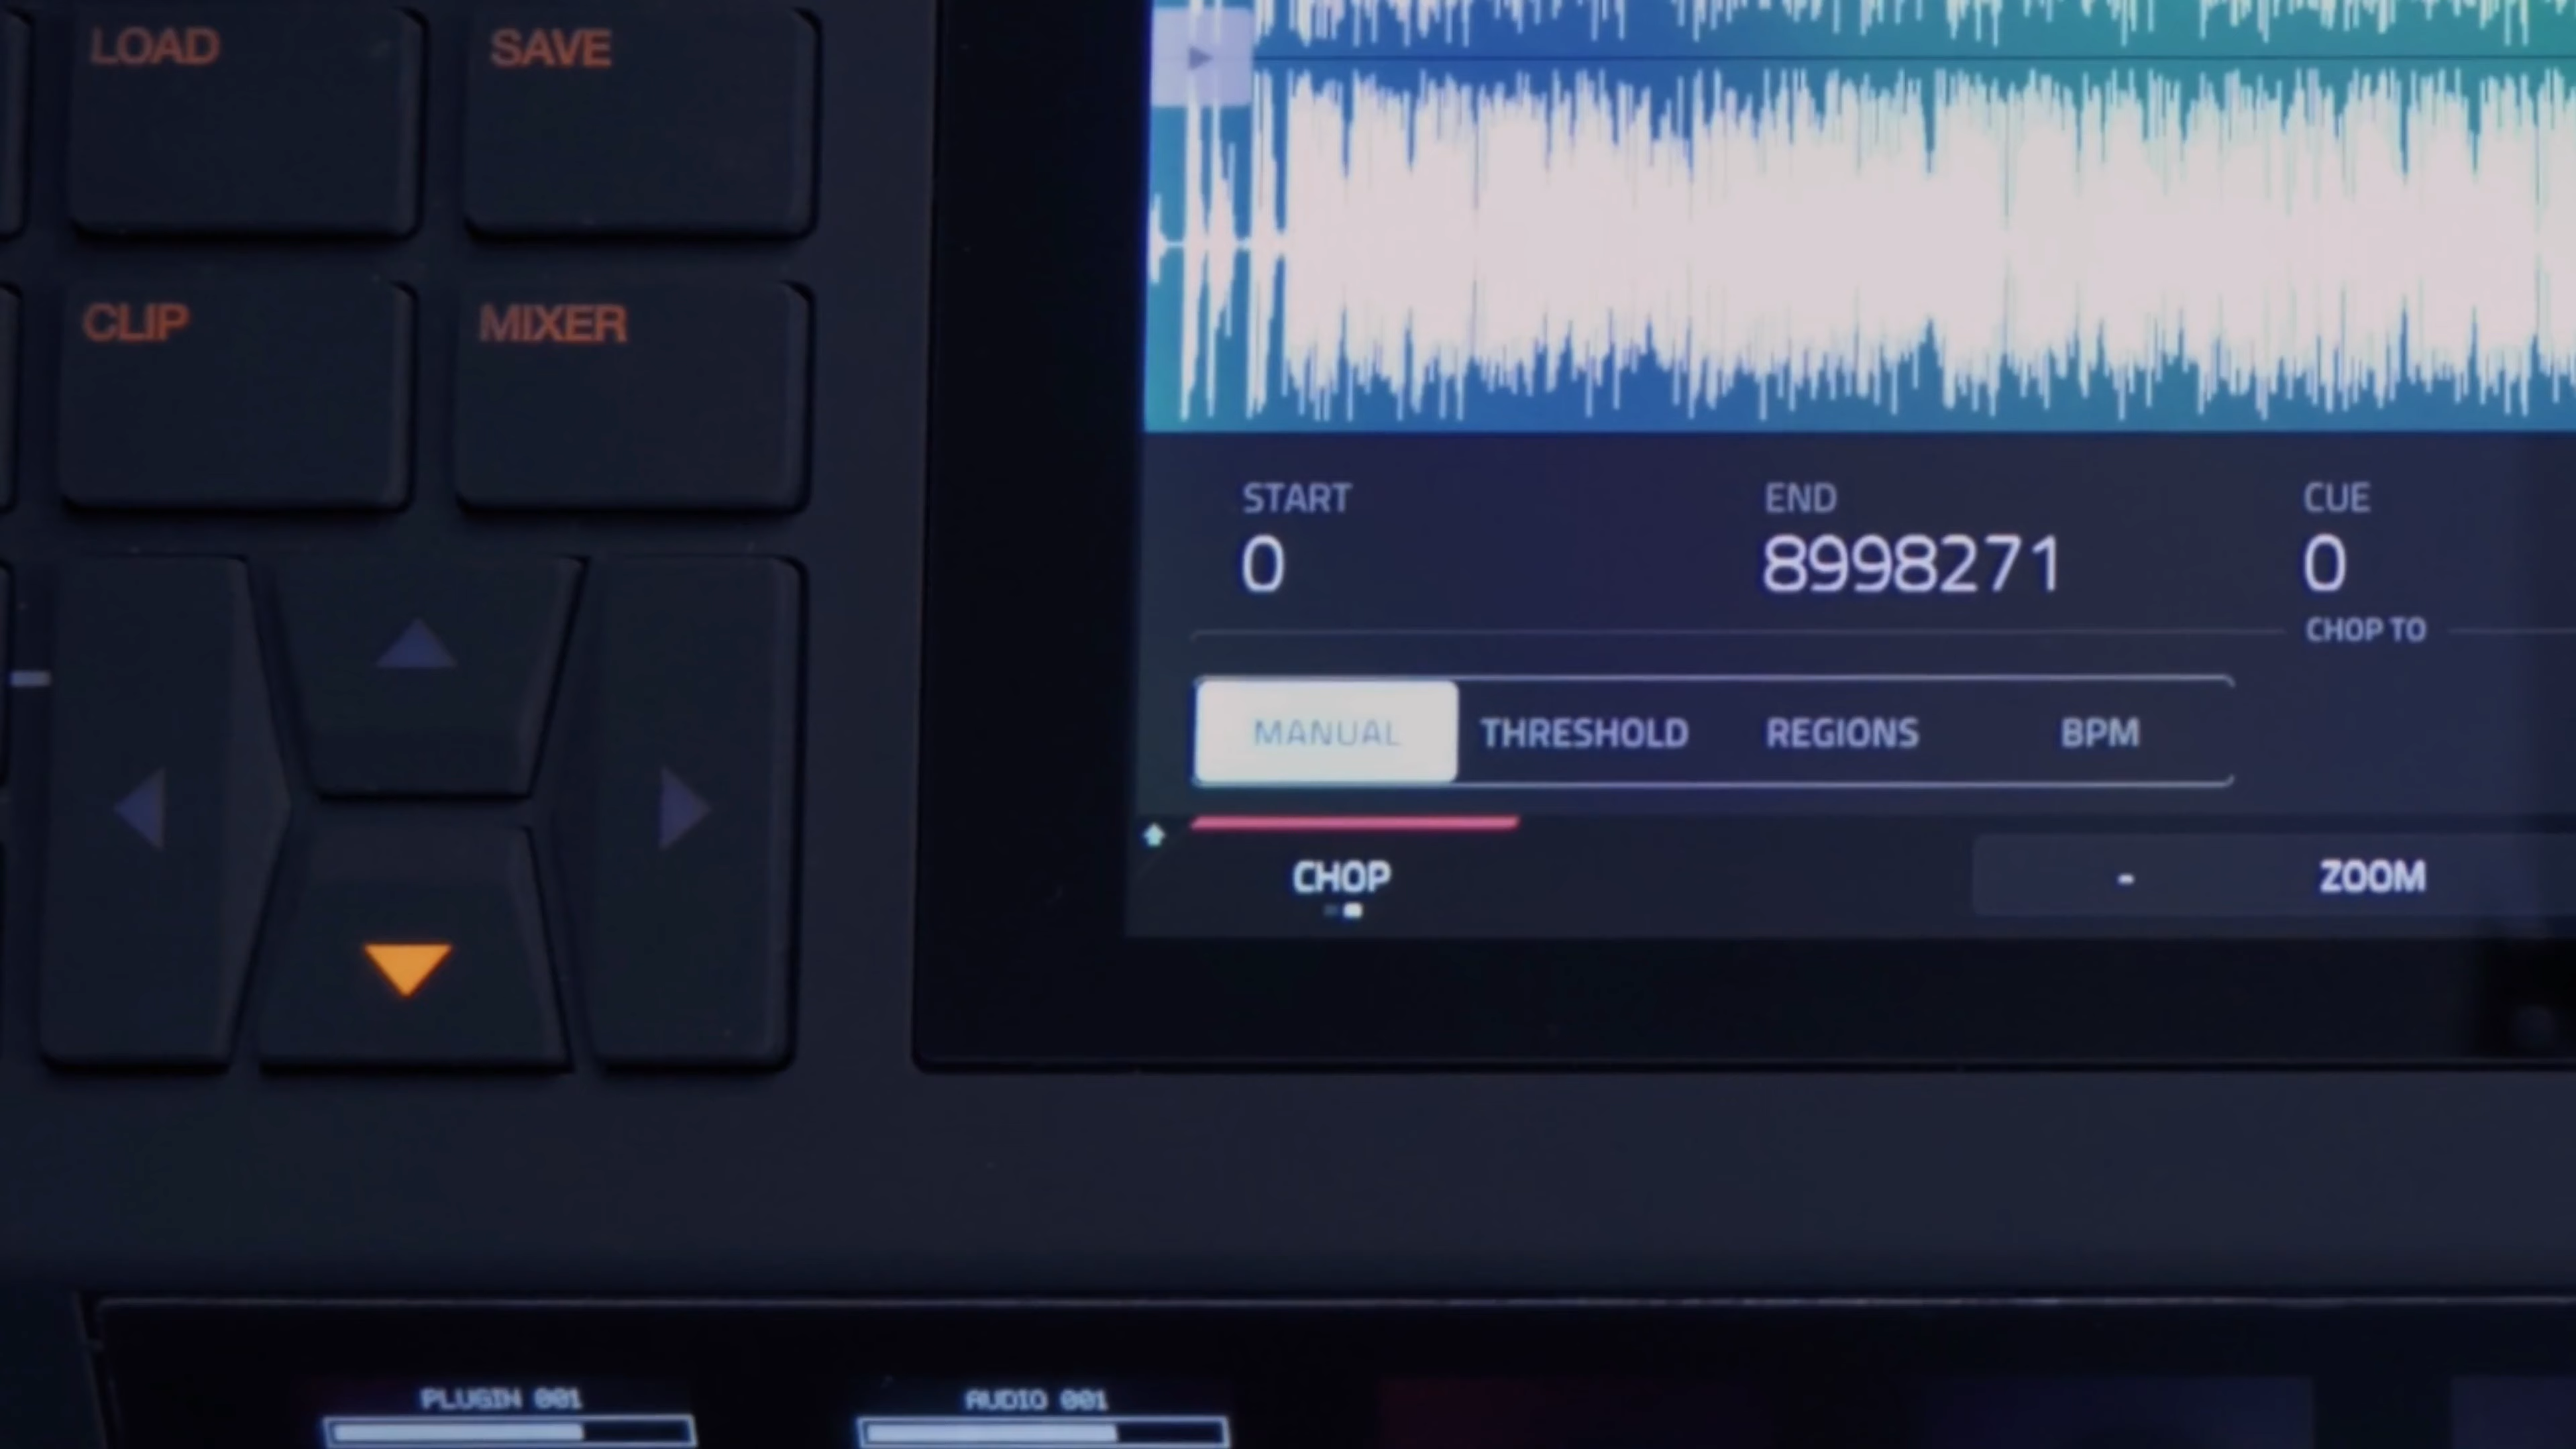 LOAD
SAVE
CLIP
MIXER
START
END
CUE
0
8998271
0
CHOP TO
MANUAL
THRESHOLD
REGIONS
BPM
CHOP
-
ZOOM
PLUGIN 001
AUDIO 001